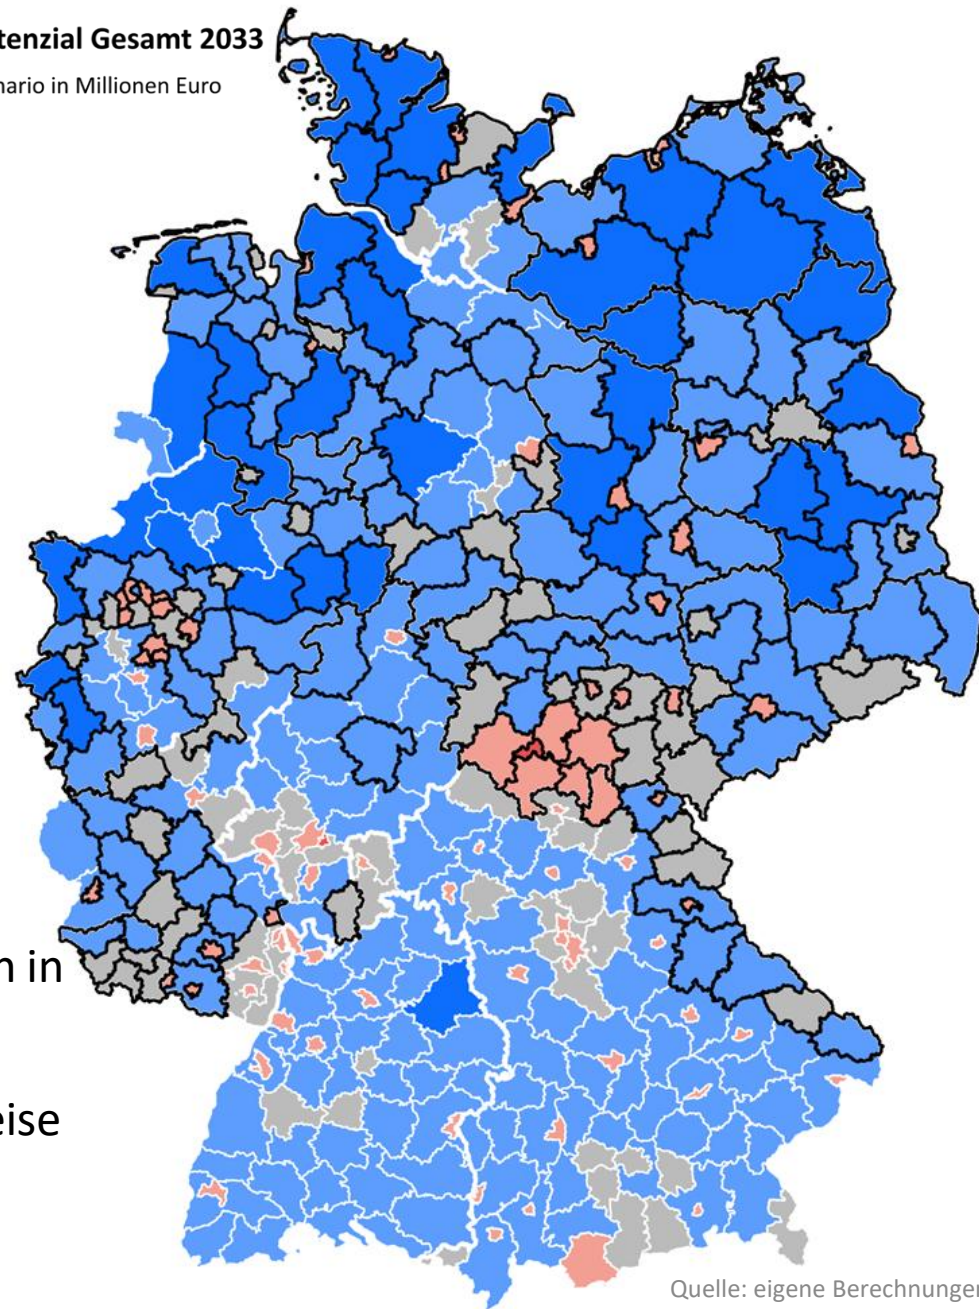 tenzial Gesamt 2033
nario in Millionen Euro
n in
eise
Quelle: eigene Berechnungen